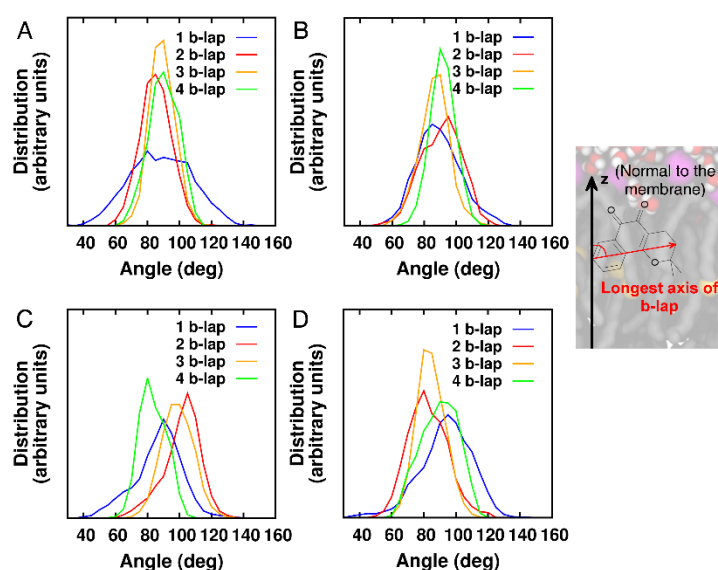 A
Distribution
(arbitrary units)
1 b-lap
2 b-lap
3 b-lap
4 b-lap
40 60 80 100 120 140 160
Angle (deg)
B
Distribution
(arbitrary units)
1 b-lap
2 b-lap
3 b-lap
4 b-lap
40 60 80 100 120 140 160
Angle (deg)
C
Distribution
(arbitrary units)
1 b-lap
2 b-lap
3 b-lap
4 b-lap
40 60 80 100 120 140 160
Angle (deg)
D
Distribution
(arbitrary units)
1 b-lap
2 b-lap
3 b-lap
4 b-lap
40 60 80 100 120 140 160
Angle (deg)
z (Normal to the
membrane)
O
O
O
Longest axis of
b-lap